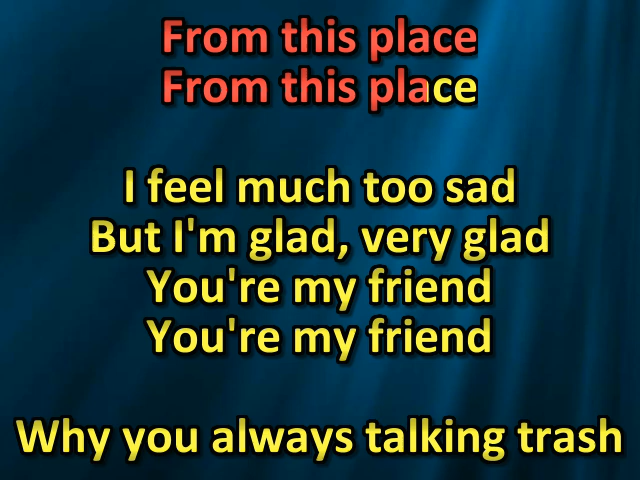 From this place
From this place
I feel much too sad
But I'm glad, very glad
You're my friend
You're my friend
Why you always talking trash